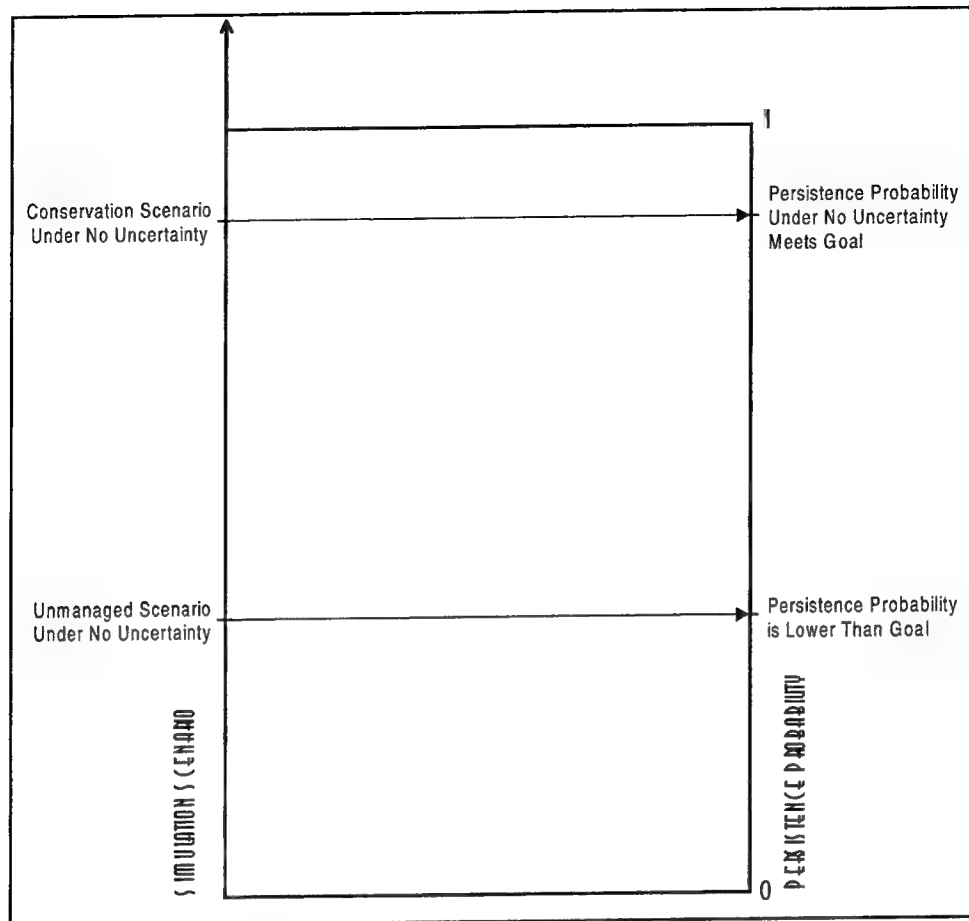 1
Conservation Scenario
Under No Uncertainty
Persistence Probability
Under No Uncertainty
Meets Goal
Unmanaged Scenario
Under No Uncertainty
Persistence Probability
is Lower Than Goal
SIMULATION SCENARIO
PERSISTENCE PROBABILITY
0